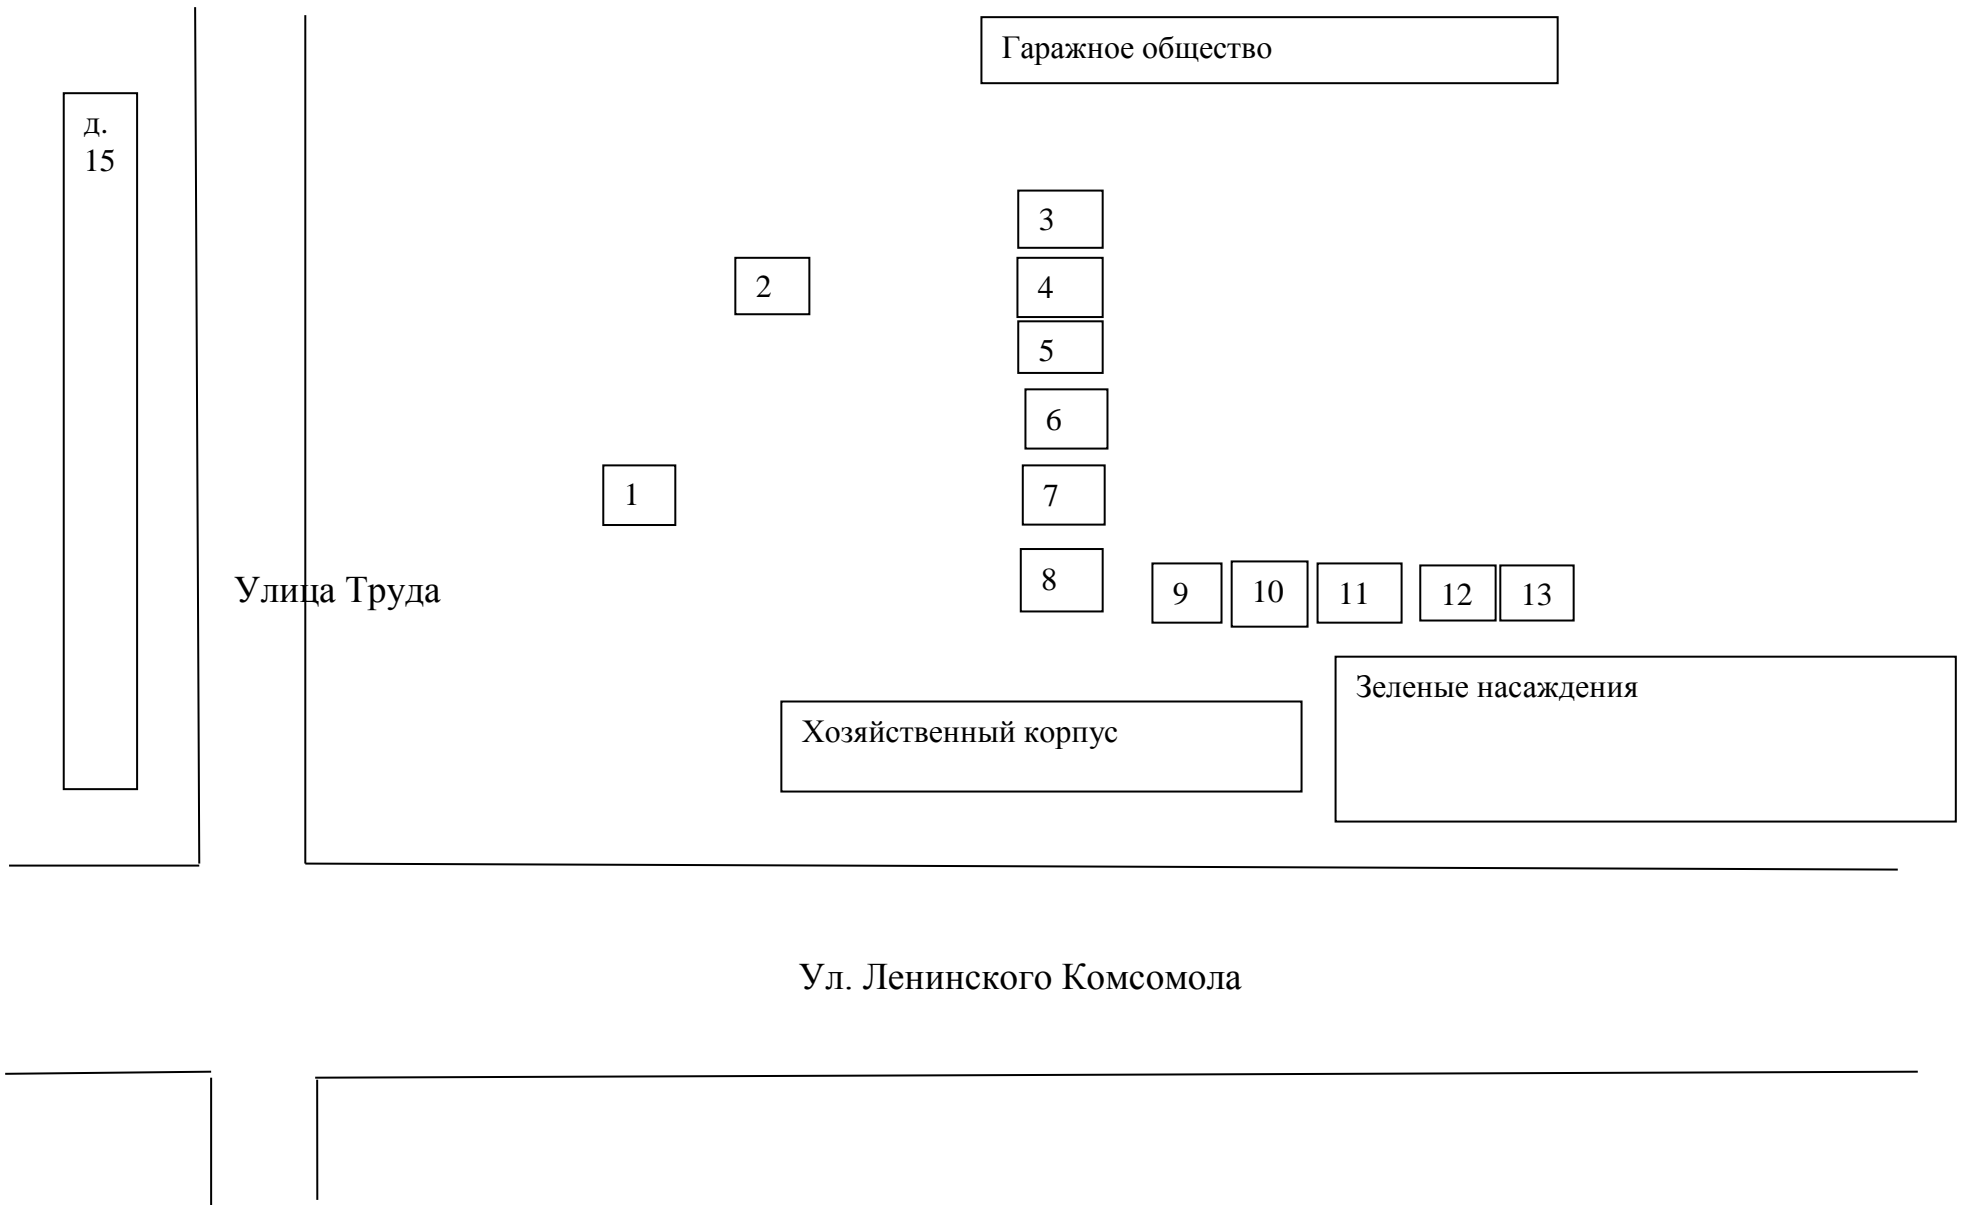 Гаражное общество
д.
15
3
2
4
5
6
1
7
8
Улица Труда
9
10
11
12
13
Зеленые насаждения
Хозяйственный корпус
Ул. Ленинского Комсомола